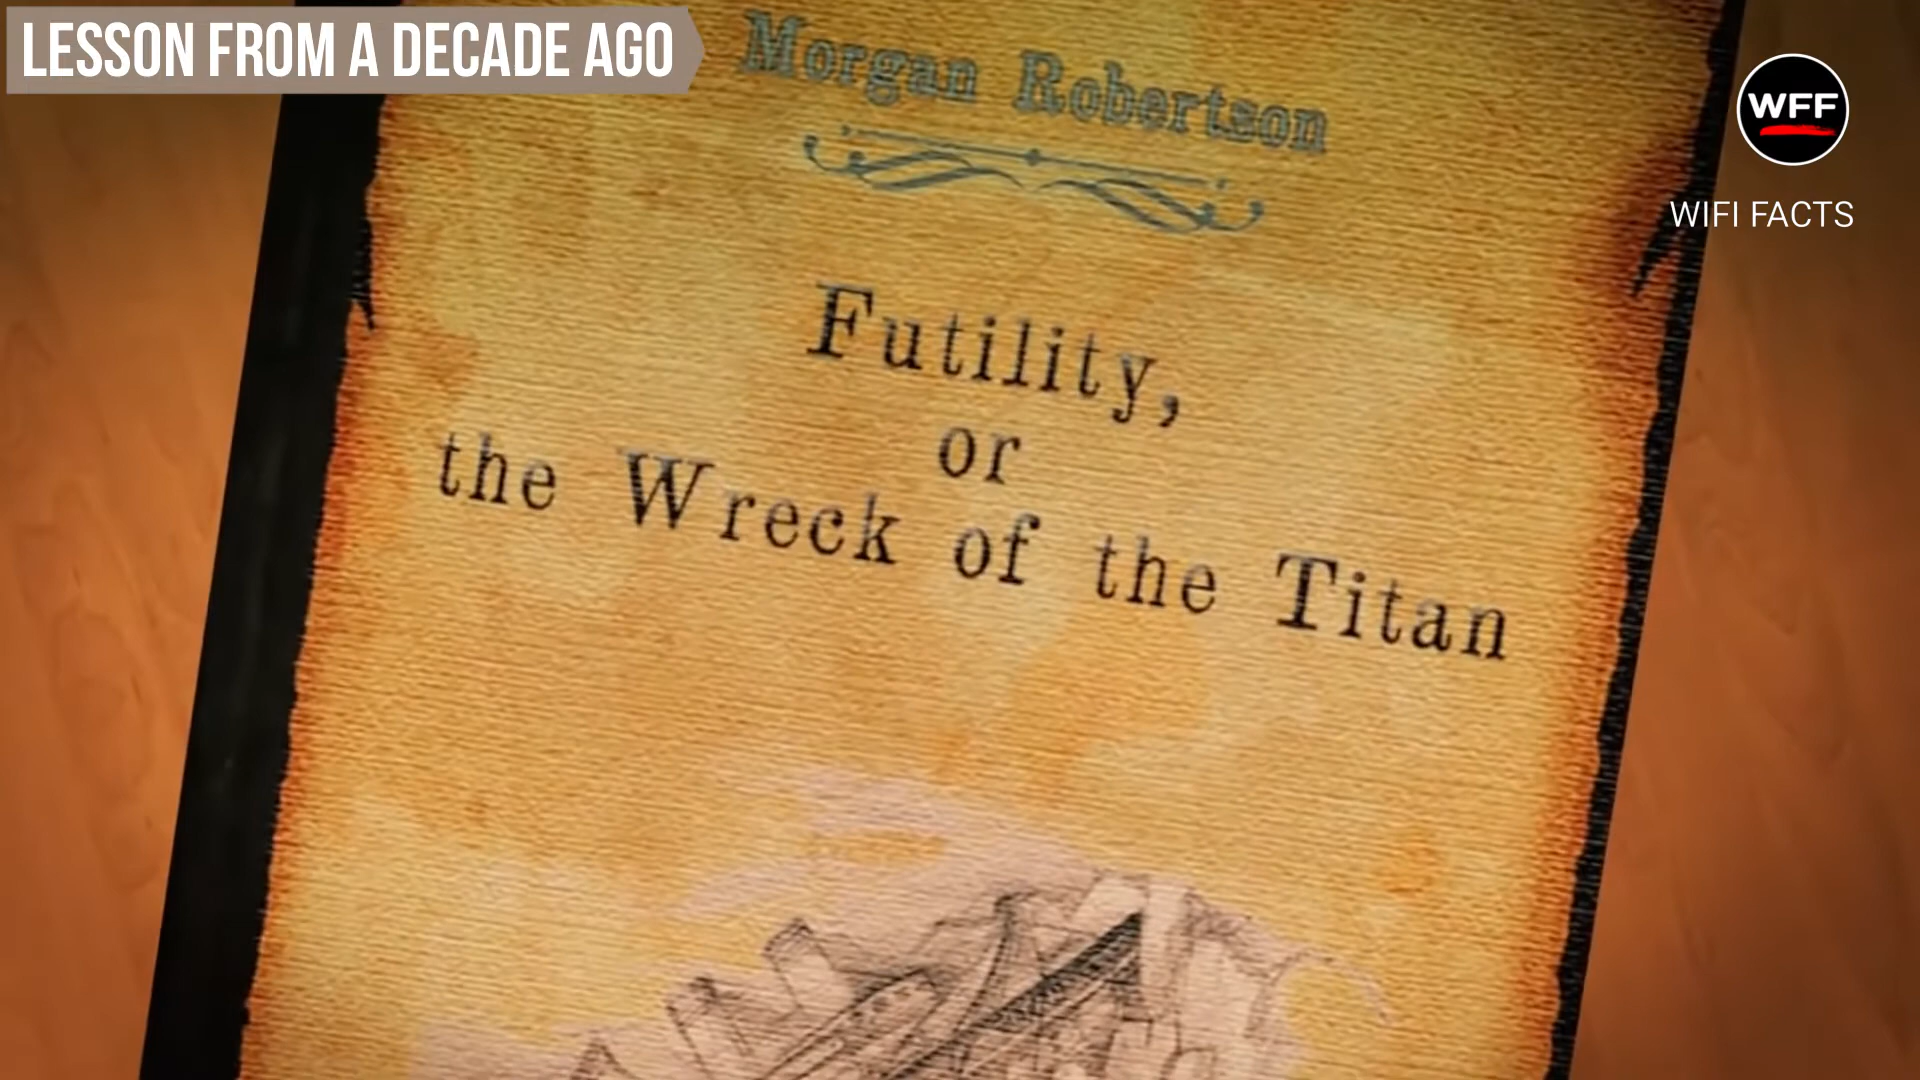 LESSON FROM A DECADE AGO
Morgan Robertson
WFF
WIFI FACTS
Futility,
or
the Wreck of the Titan